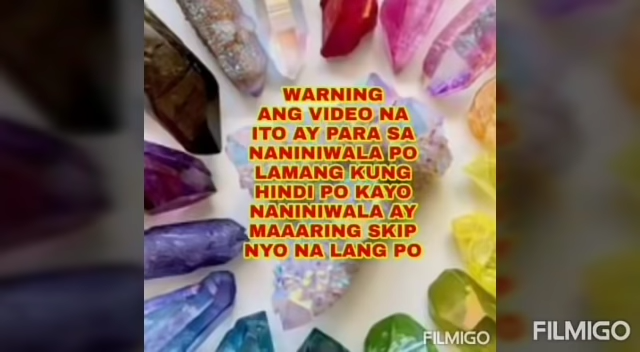 WARNING
ANG VIDEO NA
ITO AY PARA SA
NANINIWALA PO
LAMANG KUNG
HINDI PO KAYO
NANINIWALA AY
MAAARING SKIP
NYO NA LANG PO
FILMIGO
FILMIGO